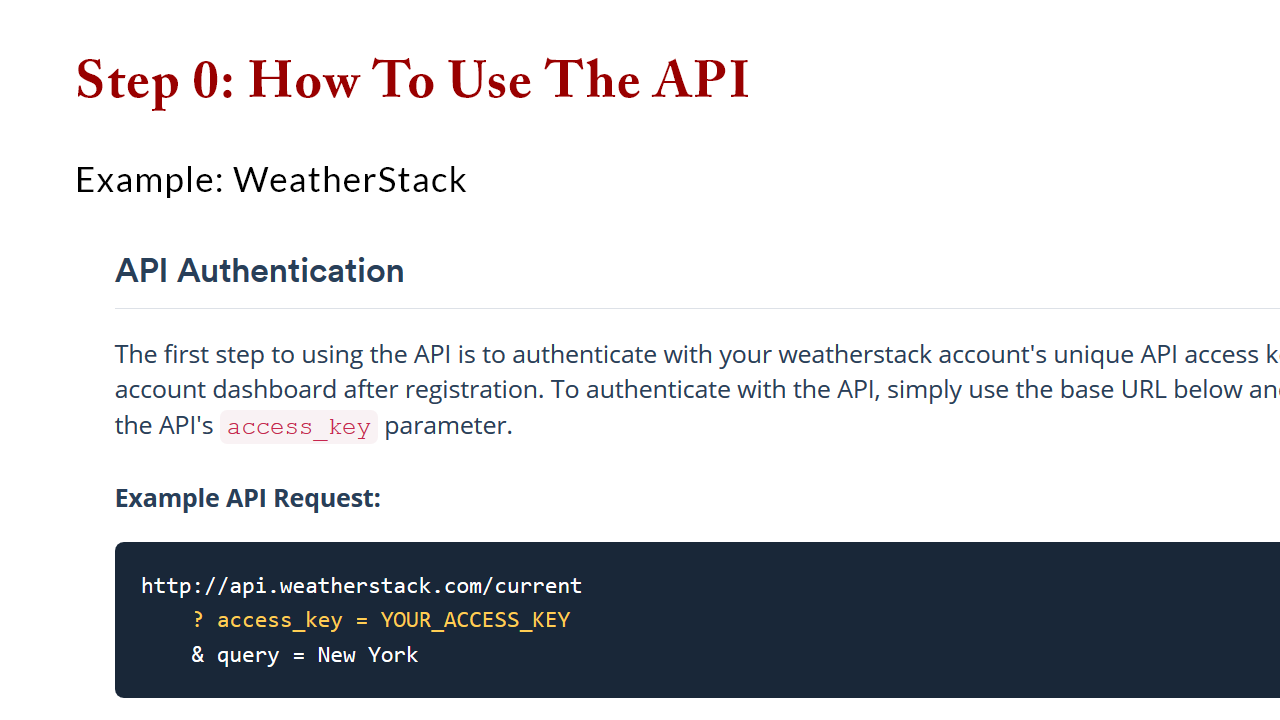 Step 0: How To Use The API
Example: WeatherStack
API Authentication
The first step to using the API is to authenticate with your weatherstack account's unique API access
account dashboard after registration. To authenticate with the API, simply use the base URL below
the API's access_key parameter.
Example API Request:
http://api.weatherstack.com/current
? access_key = YOUR_ACCESS_KEY
& query = New York